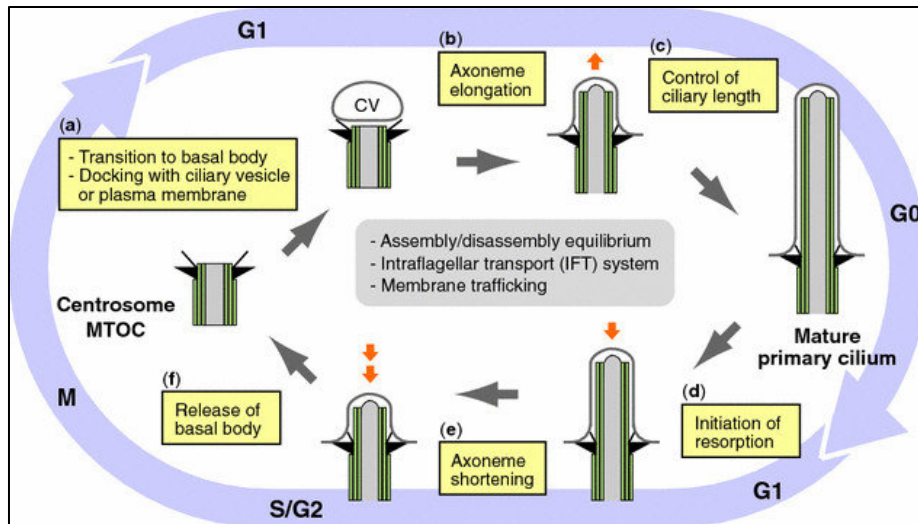 G1
(a)
- Transition to basal body
- Docking with ciliary vesicle
or plasma membrane
CV
(b)
Axoneme
elongation
(c)
Control of
ciliary length
G0
- Assembly/disassembly equilibrium
- Intraflagellar transport (IFT) system
- Membrane trafficking
Centrosome
MTOC
Mature
primary cilium
(d)
Initiation of
resorption
G1
(e)
Axoneme
shortening
S/G2
(f)
Release of
basal body
M